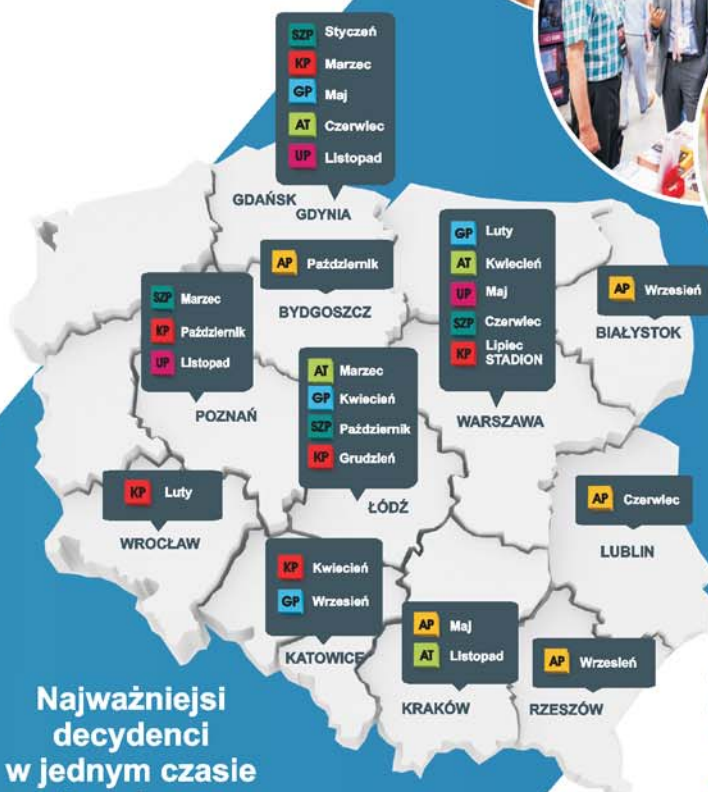 SZP Styczeń
KP Marzec
GP Maj
AT Czerwiec
UP Listopad
GDAŃSK
GDYNIA
AP Październik
BYDGOSZCZ
GP Luty
AT Kwiecień
UP Maj
SZP Czerwiec
KP Lipiec
STADION
WARSZAWA
AP Wrzesień
BIAŁYSTOK
SZP Marzec
KP Październik
UP Listopad
POZNAŃ
AT Marzec
GP Kwiecień
SZP Październik
KP Grudzień
ŁÓDŹ
KP Luty
WROCŁAW
AP Czerwiec
LUBLIN
KP Kwiecień
GP Wrzesień
KATOWICE
AP Maj
AT Listopad
KRAKÓW
AP Wrzesień
RZESZÓW
Najważniejsi
decydenci
w jednym czasie